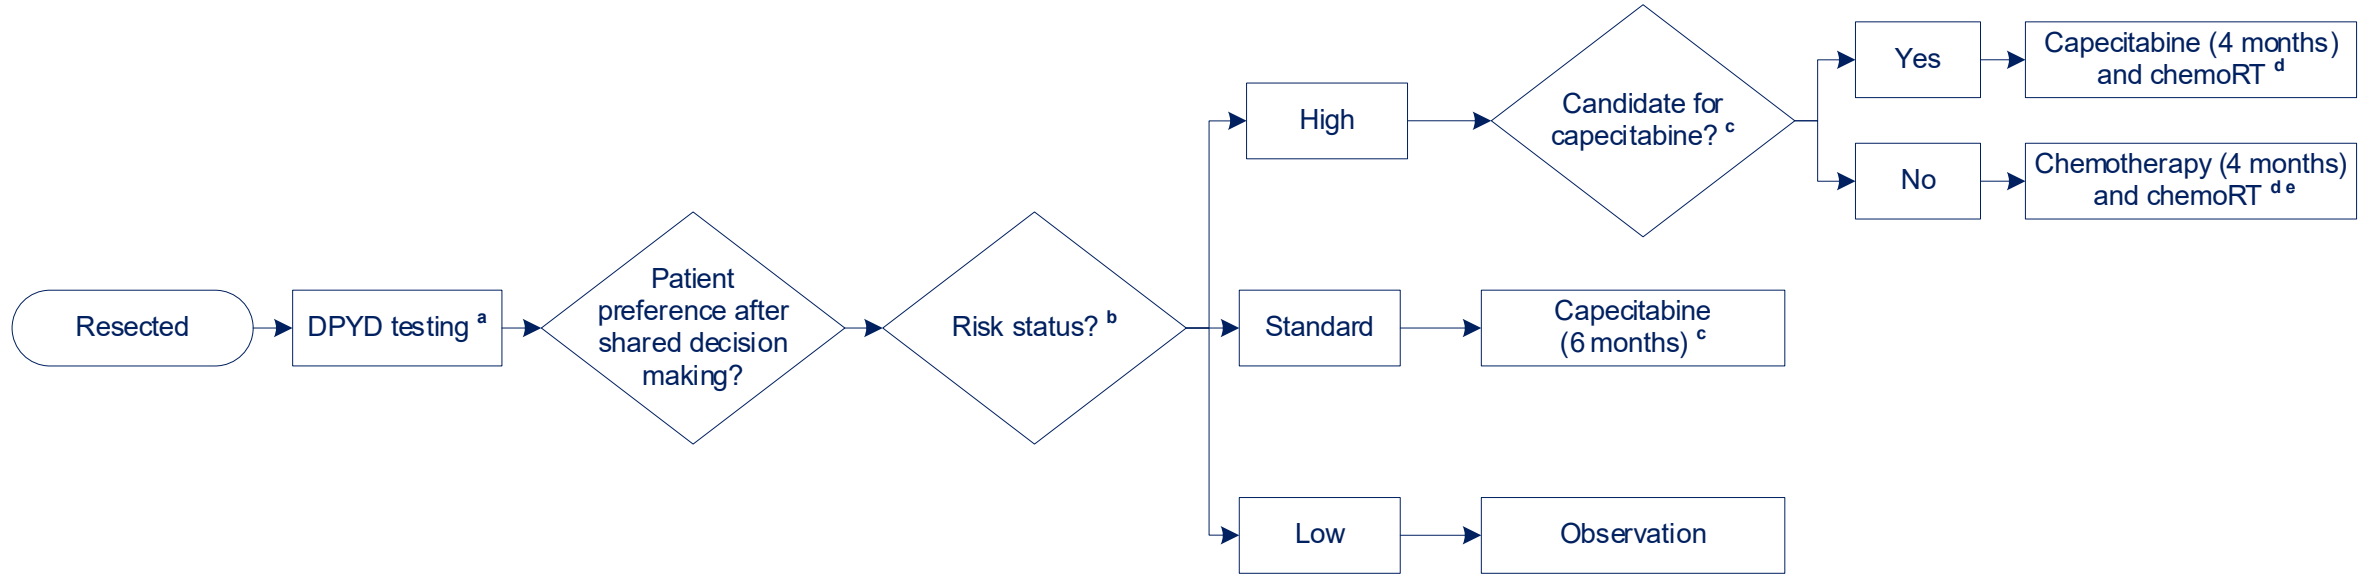 Resected
DPYD testing a
Patient
preference after
shared decision
making?
Risk status? b
High
Candidate for
capecitabine? c
Yes
Capecitabine (4 months)
and chemoRT d
No
Chemotherapy (4 months)
and chemoRT d e
Standard
Capecitabine
(6 months) c
Low
Observation